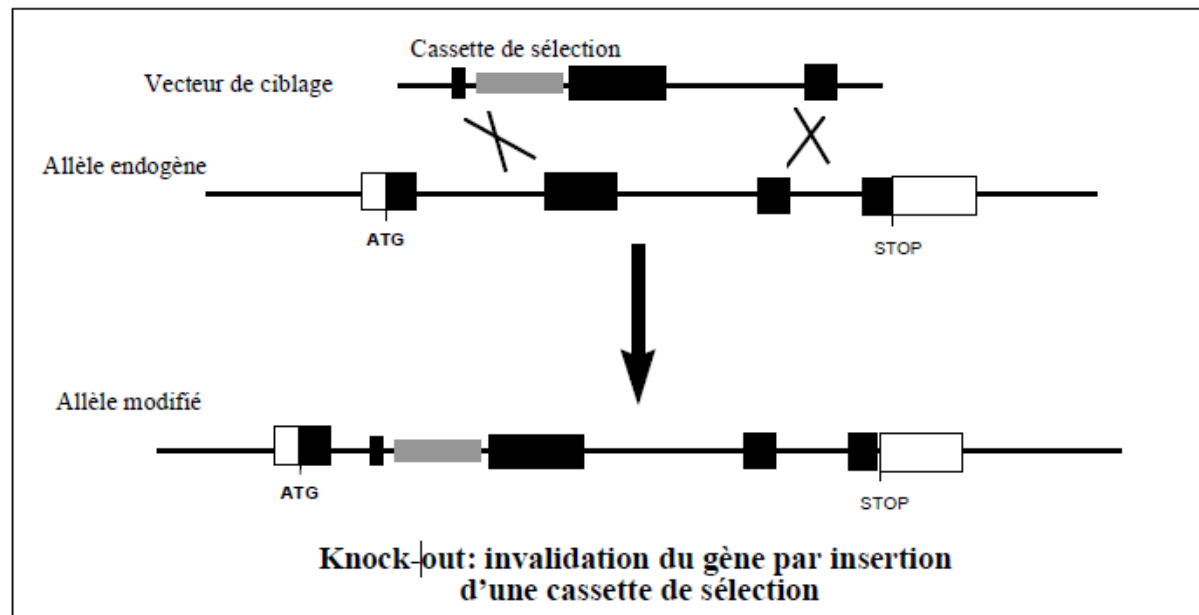 Cassette de sélection
Vecteur de ciblage
Allèle endogène
ATG
STOP
Allèle modifié
ATG
STOP
Knock-out: invalidation du gène par insertion
d'une cassette de sélection